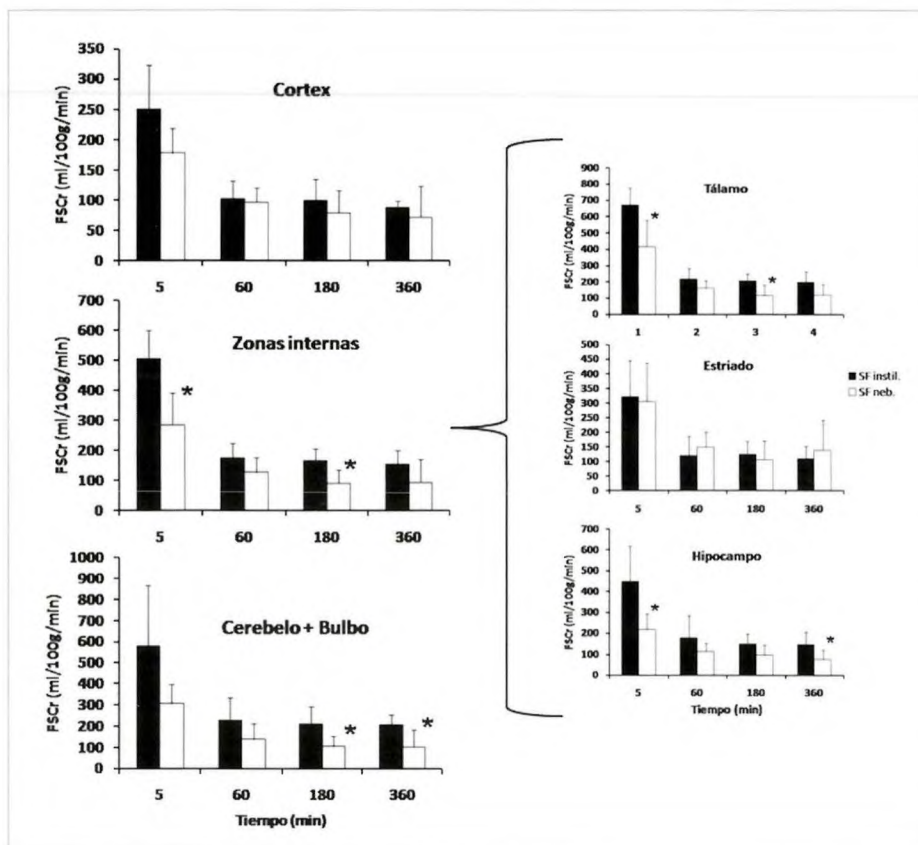 Cortex
FSCr (ml/100g/min)
350
300
250
200
150
100
50
0
5 60 180 360
Zonas internas
FSCr (ml/100g/min)
700
600
500
400
300
200
100
0
*
*
5 60 180 360
Cerebelo + Bulbo
FSCr (ml/100g/min)
1000
900
800
700
600
500
400
300
200
100
0
*
*
5 60 180 360
Tiempo (min)
Tálamo
FSCr (ml/100g/min)
900
800
700
600
500
400
300
200
100
0
*
*
1 2 3 4
Estriado
FSCr (ml/100g/min)
500
450
400
350
300
250
200
150
100
50
0
5 60 180 360
SF instil.
SF neb.
Hipocampo
FSCr (ml/100g/min)
700
600
500
400
300
200
100
0
*
*
5 60 180 360
Tiempo (min)